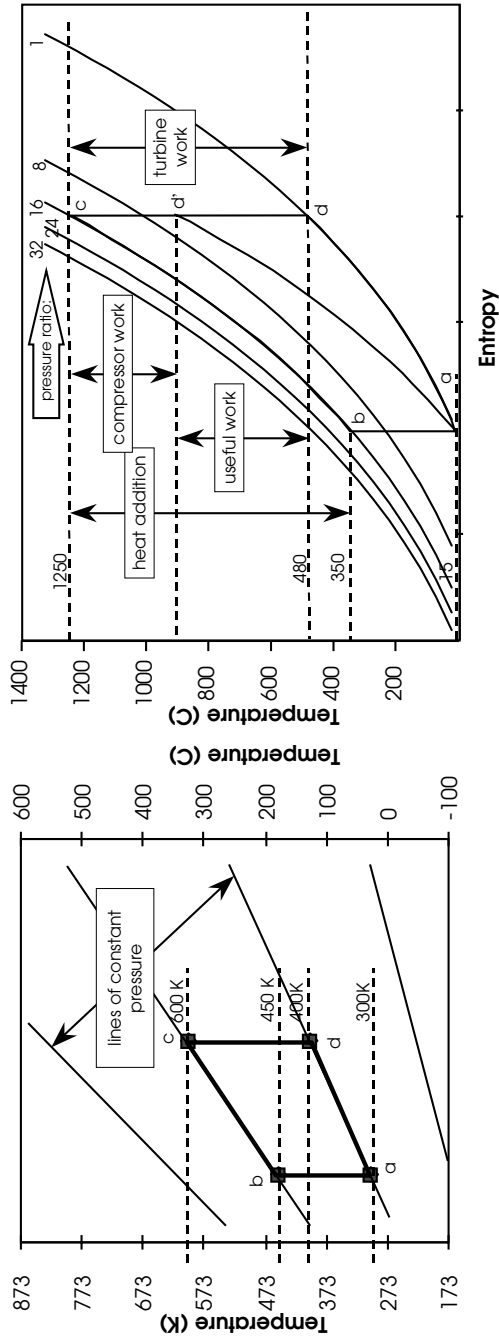 873
773
673
573
473
373
273
173
Temperature (K)
600
500
400
300
200
100
0
-100
Temperature (C)
lines of constant
pressure
600 K
450 K
400K
300K
a
b
c
d
1400
1200
1000
800
600
400
200
Temperature (C)
Entropy
pressure ratio:
32
24
16
8
1
1250
480
350
15
heat addition
compressor work
useful work
turbine
work
a
b
c
d'
d